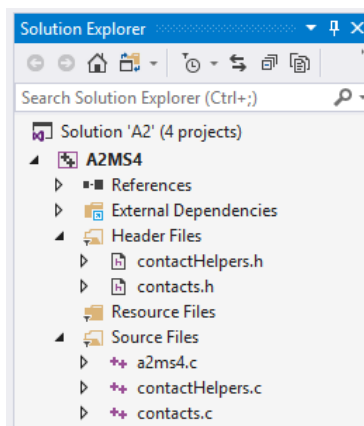 Solution Explorer
Search Solution Explorer (Ctrl+;)
Solution 'A2' (4 projects)
A2MS4
References
External Dependencies
Header Files
contactHelpers.h
contacts.h
Resource Files
Source Files
a2ms4.c
contactHelpers.c
contacts.c